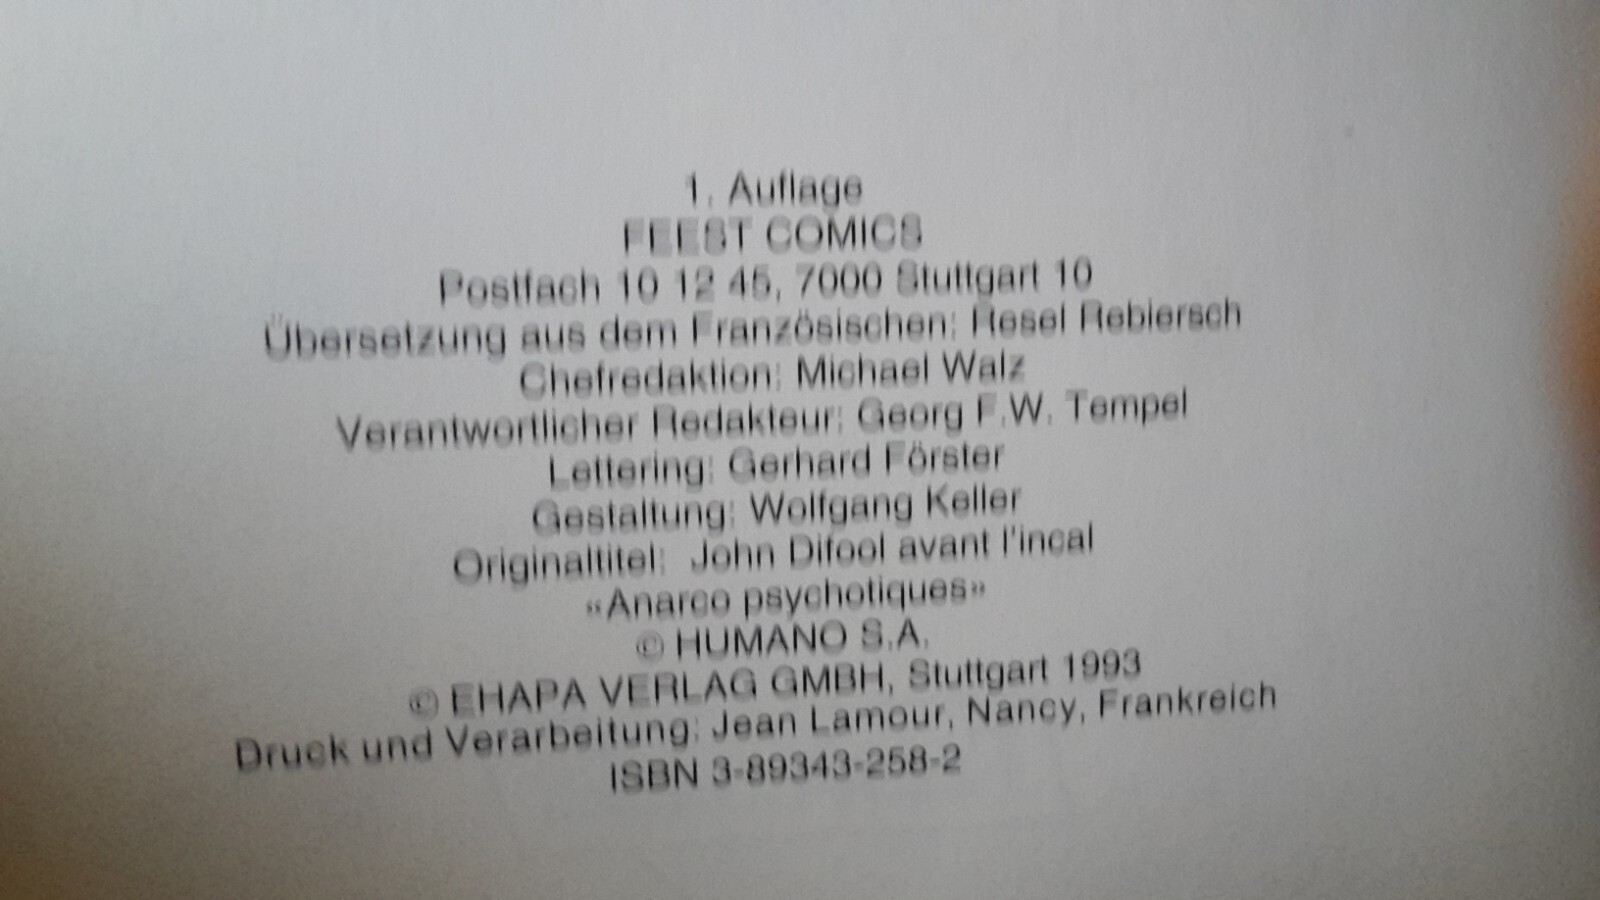 1. Auflage
FEEST COMICS
Postfach 10 12 45, 7000 Stuttgart 10
Übersetzung aus dem Französischen: Resel Rebiersch
Chefredaktion: Michael Walz
Verantwortlicher Redakteur: Georg F.W. Tempel
Lettering: Gerhard Förster
Gestaltung: Wolfgang Keller
Originaltitel: John Difool avant l'incal
«Anarco psychotiques»
© HUMANO S.A.
© EHAPA VERLAG GMBH, Stuttgart 1993
Druck und Verarbeitung: Jean Lamour, Nancy, Frankreich
ISBN 3-89343-258-2